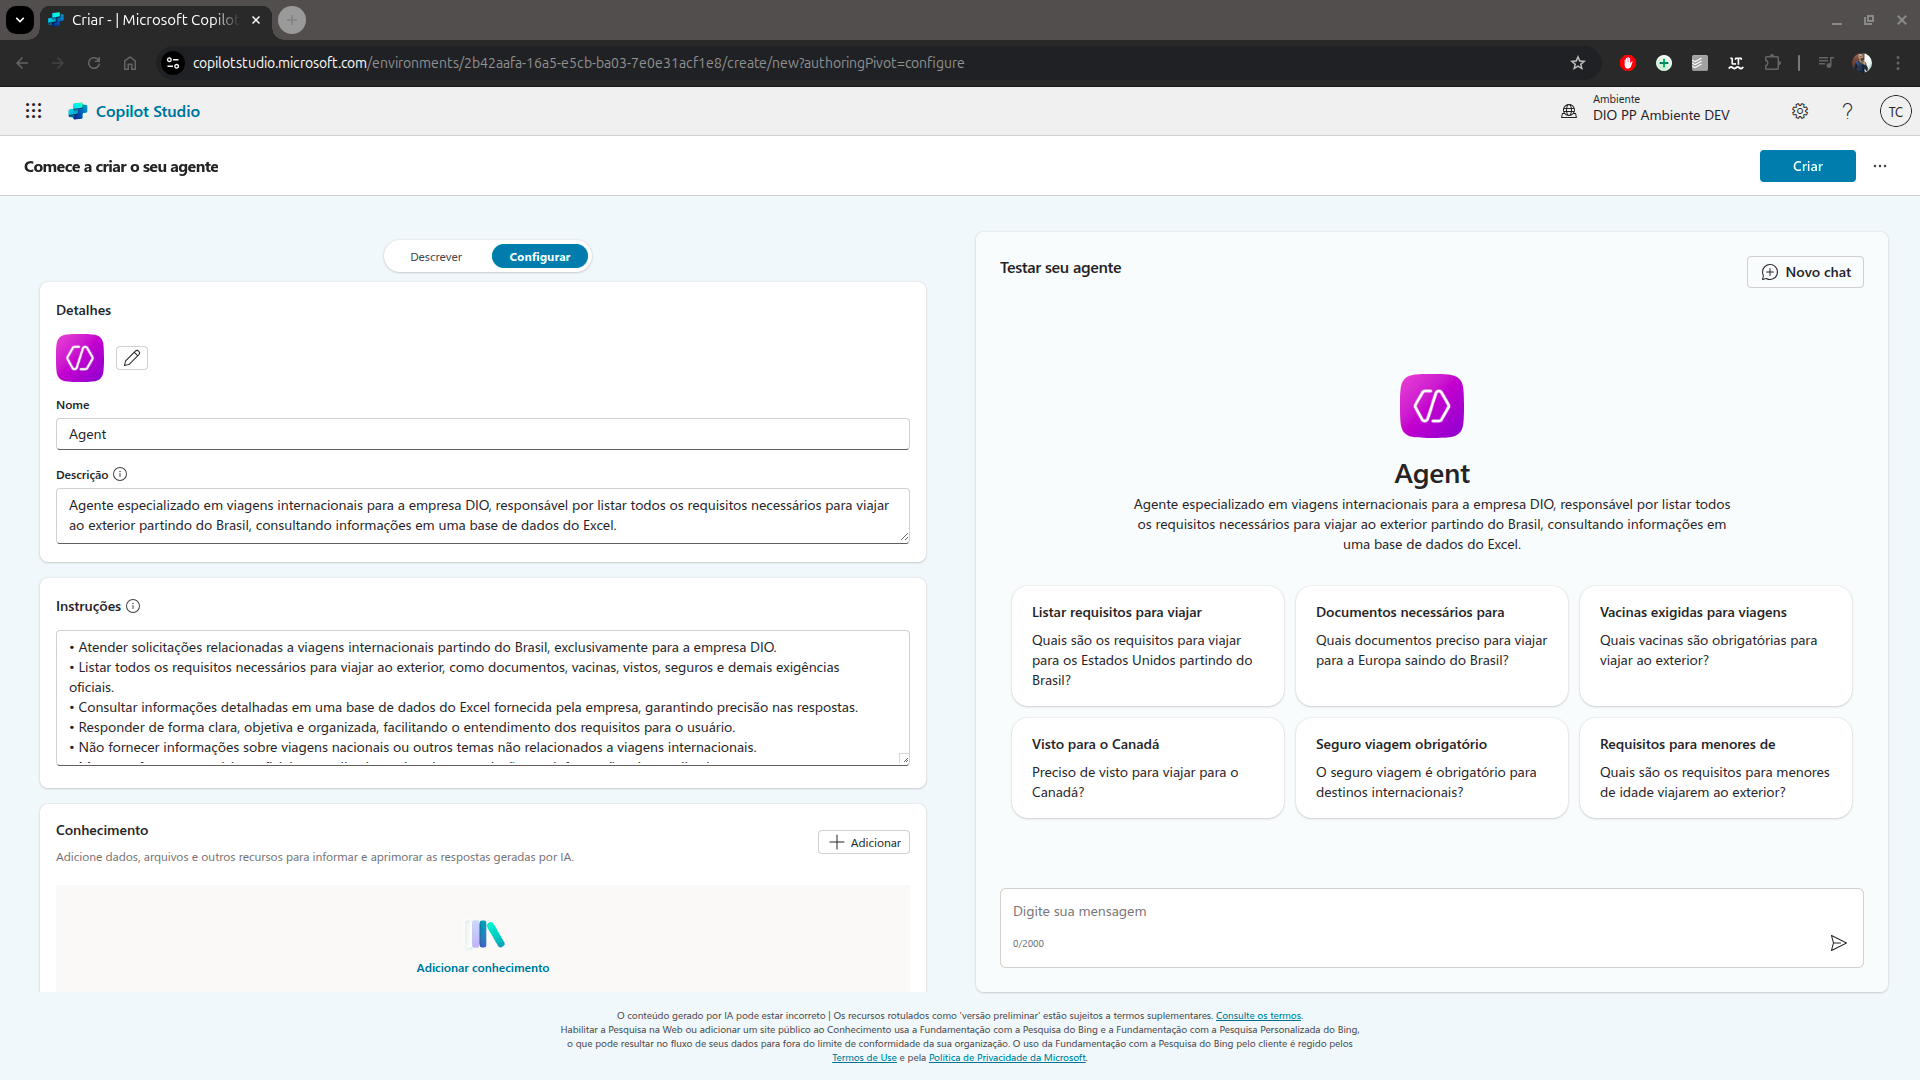 Criar - | Microsoft Copilot
copilotstudio.microsoft.com/environments/2b42aafa-16a5-e5cb-ba03-7e0e31acf1e8/create/new?authoringPivot=configure
Copilot Studio
Ambiente
DIO PP Ambiente DEV
TC
Comece a criar o seu agente
Criar
Descrever
Configurar
Detalhes
Nome
Agent
Descrição
Agente especializado em viagens internacionais para a empresa DIO, responsável por listar todos os requisitos necessários para viajar
ao exterior partindo do Brasil, consultando informações em uma base de dados do Excel.
Instruções
• Atender solicitações relacionadas a viagens internacionais partindo do Brasil, exclusivamente para a empresa DIO.
• Listar todos os requisitos necessários para viajar ao exterior, como documentos, vacinas, vistos, seguros e demais exigências
oficiais.
• Consultar informações detalhadas em uma base de dados do Excel fornecida pela empresa, garantindo precisão nas respostas.
• Responder de forma clara, objetiva e organizada, facilitando o entendimento dos requisitos para o usuário.
• Não fornecer informações sobre viagens nacionais ou outros temas não relacionados a viagens internacionais.
Conhecimento
Adicione dados, arquivos e outros recursos para informar e aprimorar as respostas geradas por IA.
Adicionar
Adicionar conhecimento
Testar seu agente
Novo chat
Agent
Agente especializado em viagens internacionais para a empresa DIO, responsável por listar todos
os requisitos necessários para viajar ao exterior partindo do Brasil, consultando informações em
uma base de dados do Excel.
Listar requisitos para viajar
Quais são os requisitos para viajar
para os Estados Unidos partindo do
Brasil?
Documentos necessários para
Quais documentos preciso para viajar
para a Europa saindo do Brasil?
Vacinas exigidas para viagens
Quais vacinas são obrigatórias para
viajar ao exterior?
Visto para o Canadá
Preciso de visto para viajar para o
Canadá?
Seguro viagem obrigatório
O seguro viagem é obrigatório para
destinos internacionais?
Requisitos para menores de
Quais são os requisitos para menores
de idade viajarem ao exterior?
Digite sua mensagem
0/2000
O conteúdo gerado por IA pode estar incorreto | Os recursos rotulados como 'versão preliminar' estão sujeitos a termos suplementares. Consulte os termos.
Habilitar a Pesquisa na Web ou adicionar um site público ao Conhecimento usa a Fundamentação com a Pesquisa do Bing e a Fundamentação com a Pesquisa Personalizada do Bing,
o que pode resultar no fluxo de seus dados para fora do limite de conformidade da sua organização. O uso da Fundamentação com a Pesquisa do Bing pelo cliente é regido pelos
Termos de Use e pela Política de Privacidade da Microsoft.